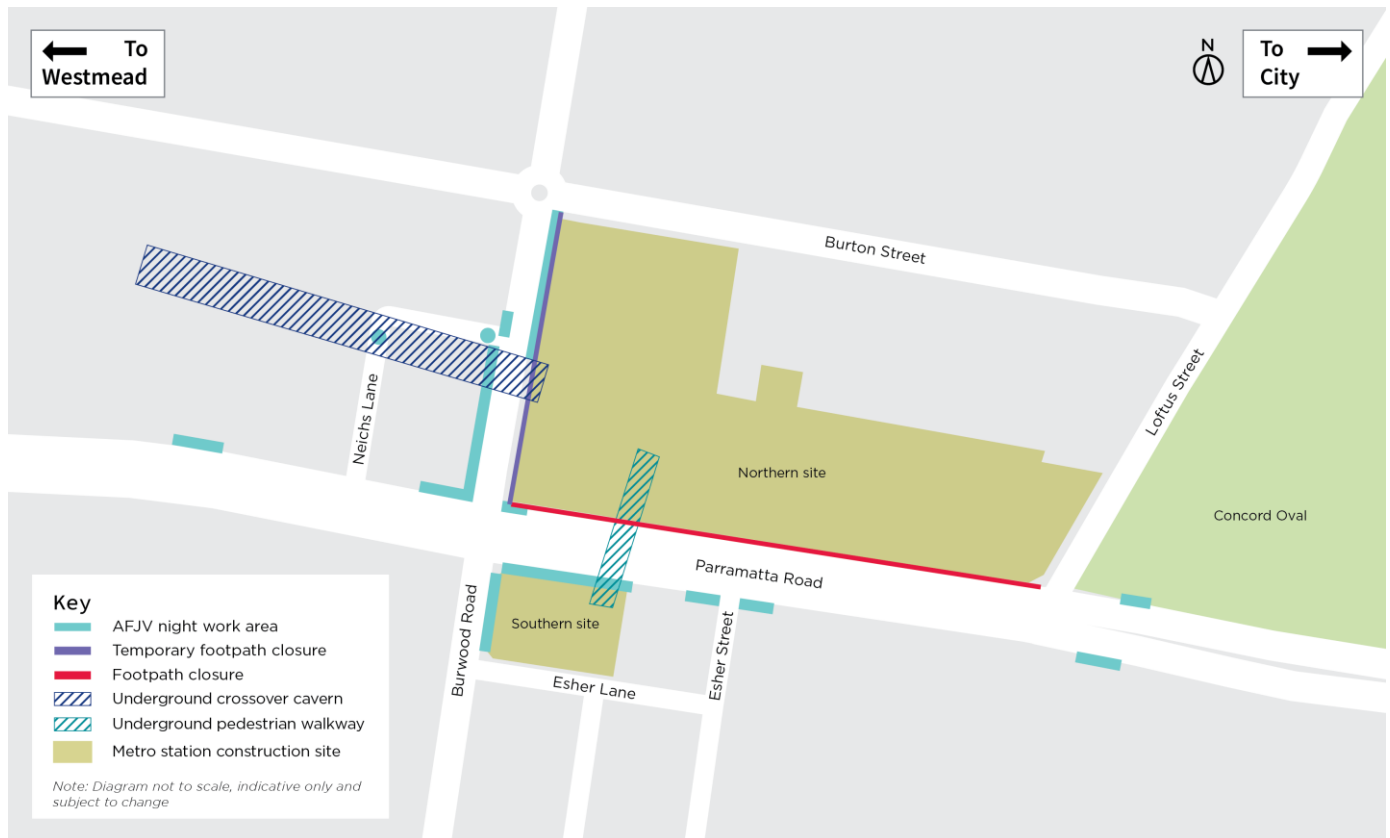 To
Westmead
N
To
City
Burton Street
Neichs Lane
Loftus Street
Northern site
Concord Oval
Parramatta Road
Burwood Road
Southern site
Esher Street
Esher Lane
Key
AFJV night work area
Temporary footpath closure
Footpath closure
Underground crossover cavern
Underground pedestrian walkway
Metro station construction site
Note: Diagram not to scale, indicative only and
subject to change